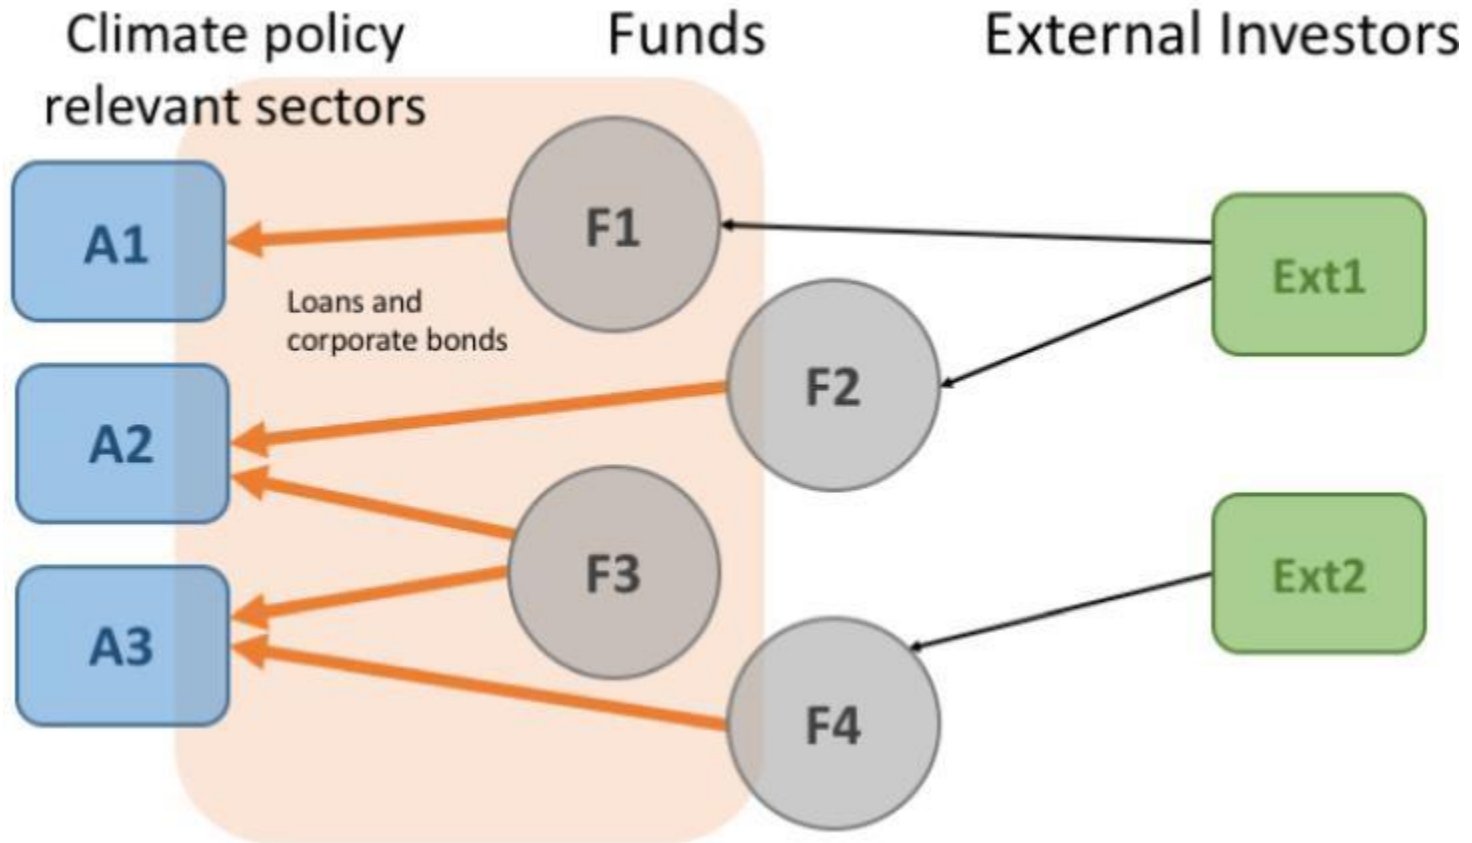 Climate policy
relevant sectors
Funds
External Investors
A1
F1
Ext1
Loans and
corporate bonds
F2
A2
F3
Ext2
A3
F4